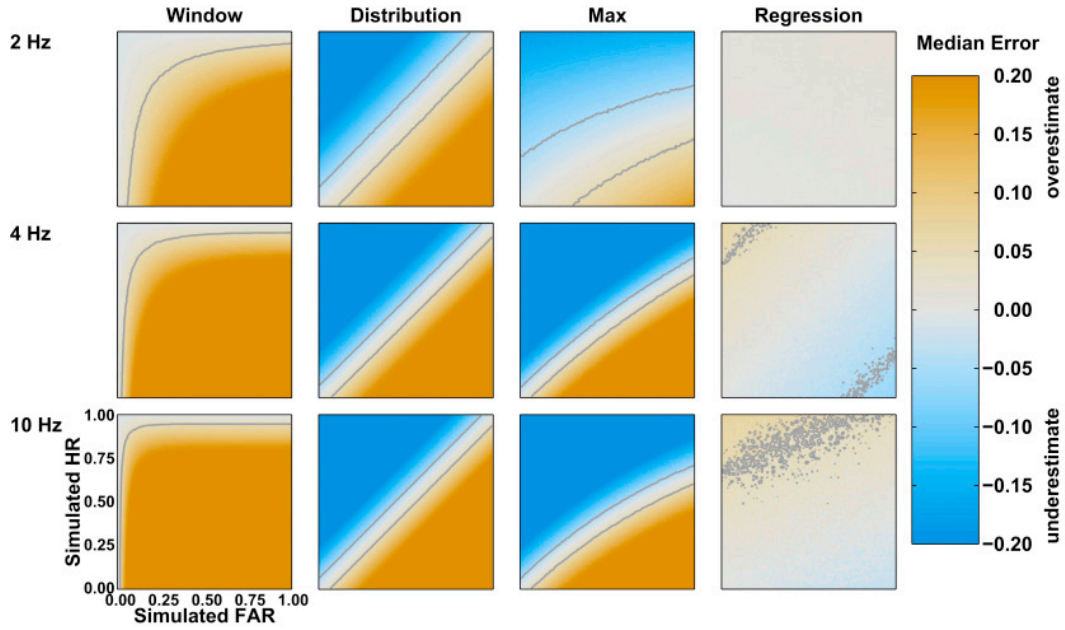 Window Distribution Max Regression
2 Hz
Median Error
0.20
0.15
0.10
0.05
0.00
−0.05
−0.10
−0.15
−0.20
overestimate
underestimate
4 Hz
10 Hz
1.00
0.75
0.50
0.25
0.00
Simulated HR
0.00 0.25 0.50 0.75 1.00
Simulated FAR